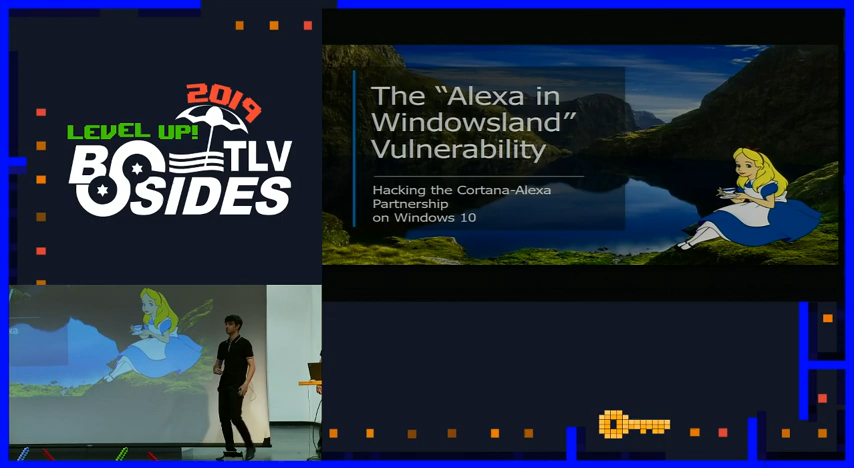 2019
LEVEL UP!
BSIDES TLV
The “Alexa in
Windowsland”
Vulnerability
Hacking the Cortana-Alexa
Partnership
on Windows 10